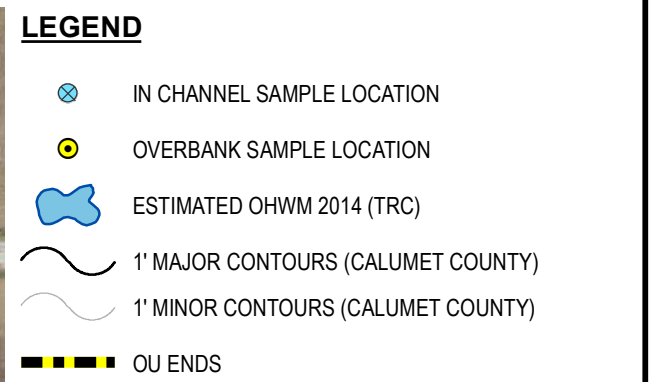 LEGEND
IN CHANNEL SAMPLE LOCATION
OVERBANK SAMPLE LOCATION
ESTIMATED OHWM 2014 (TRC)
1' MAJOR CONTOURS (CALUMET COUNTY)
1' MINOR CONTOURS (CALUMET COUNTY)
OU ENDS